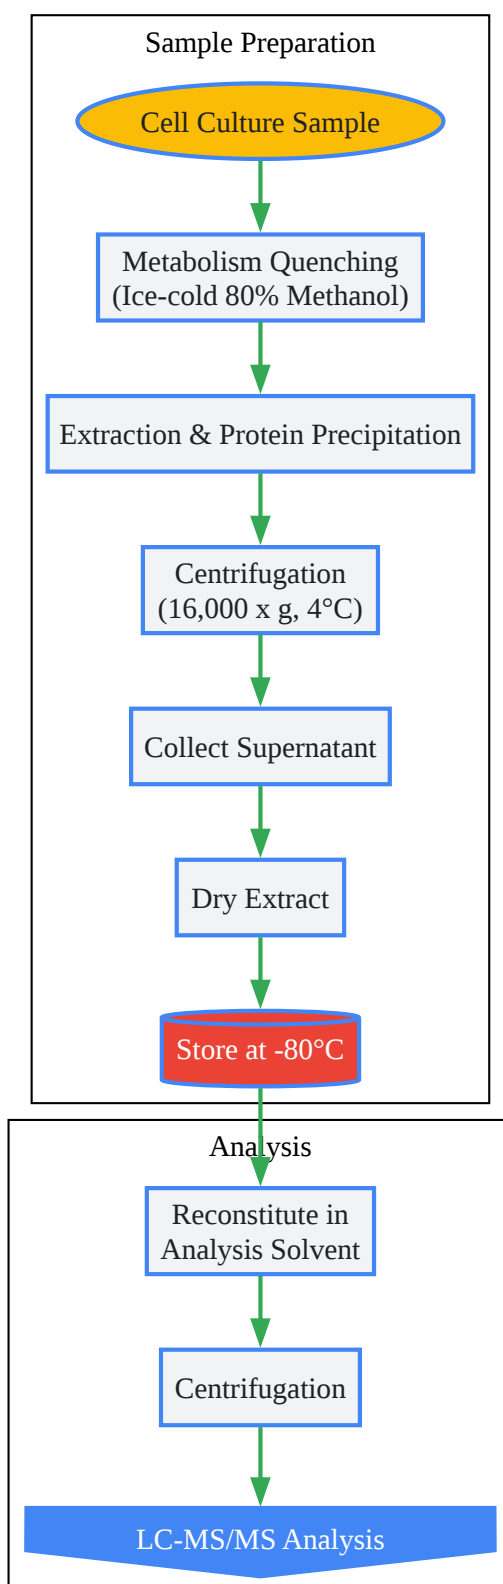 Sample Preparation
Cell Culture Sample
Metabolism Quenching
(Ice-cold 80% Methanol)
Extraction & Protein Precipitation
Centrifugation
(16,000 x g, 4°C)
Collect Supernatant
Dry Extract
Store at -80°C
Analysis
Reconstitute in
Analysis Solvent
Centrifugation
LC-MS/MS Analysis